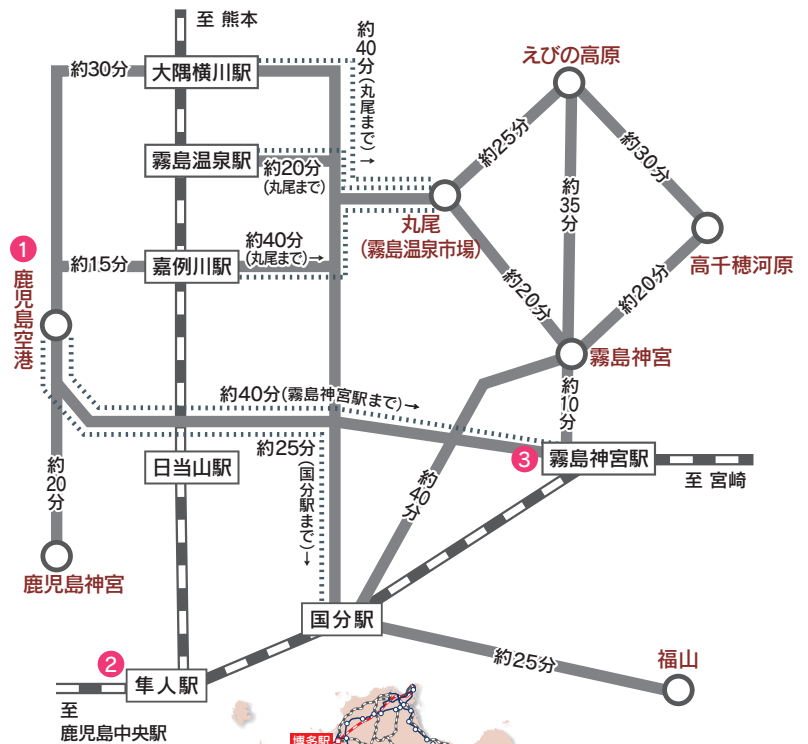 至 熊本
約30分
大隅横川駅
約40分(丸尾まで)→
えびの高原
霧島温泉駅
約20分
(丸尾まで)
約25分
約35分
約30分
丸尾
(霧島温泉市場)
高千穂河原
1
鹿児島空港
約15分
嘉例川駅
約40分
(丸尾まで)→
約20分
約20分
霧島神宮
約10分
約40分(霧島神宮駅まで)→
3
霧島神宮駅
至 宮崎
日当山駅
約25分(国分駅まで)→
約40分
約20分
鹿児島神宮
国分駅
約25分
福山
2
隼人駅
至
鹿児島中央駅
博多駅